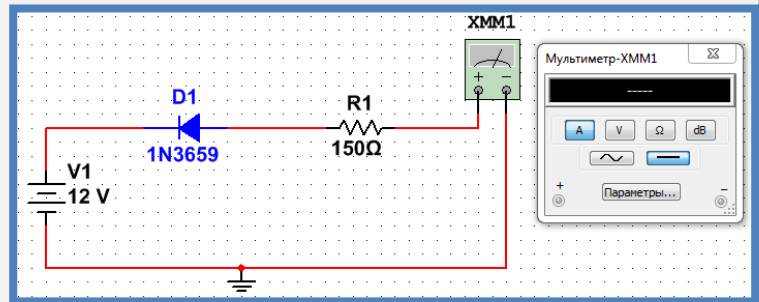 XMM1
Мультиметр-XMM1
-----
D1
R1
A V Ω dB
1N3659
150Ω
V1
12 V
+ Параметры... −